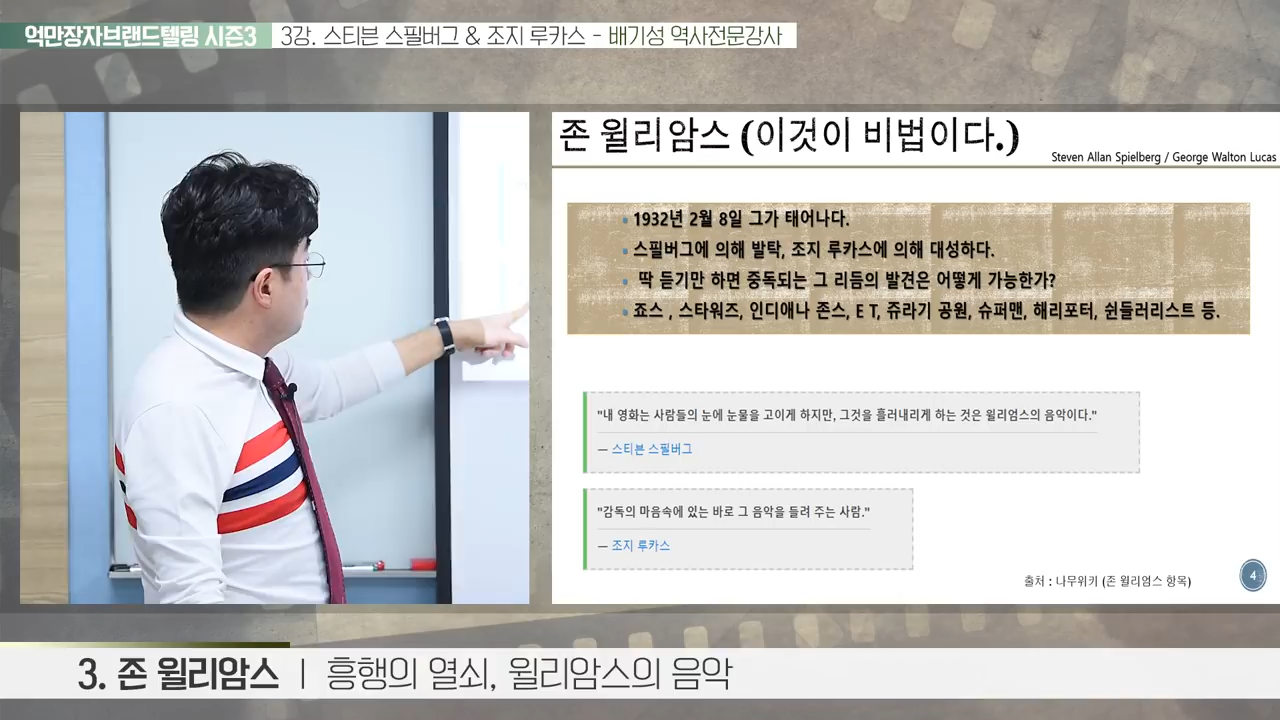 억만장자브랜드텔링 시즌3 3강. 스티븐 스필버그 & 조지 루카스 - 배기성 역사전문강사
존 윌리암스 (이것이 비법이다.)
Steven Allan Spielberg / George Walton Lucas
1932년 2월 8일 그가 태어나다.
스필버그에 의해 발탁, 조지 루카스에 의해 대성하다.
딱 듣기만 하면 중독되는 그 리듬의 발견은 어떻게 가능한가?
죠스 , 스타워즈, 인디애나 존스, E T, 쥬라기 공원, 슈퍼맨, 해리포터, 쉰들러리스트 등.
"내 영화는 사람들의 눈에 눈물을 고이게 하지만, 그것을 흘러내리게 하는 것은 윌리엄스의 음악이다."
— 스티븐 스필버그
"감독의 마음속에 있는 바로 그 음악을 들려 주는 사람."
— 조지 루카스
출처 : 나무위키 (존 윌리엄스 항목)
4
3. 존 윌리암스 | 흥행의 열쇠, 윌리암스의 음악